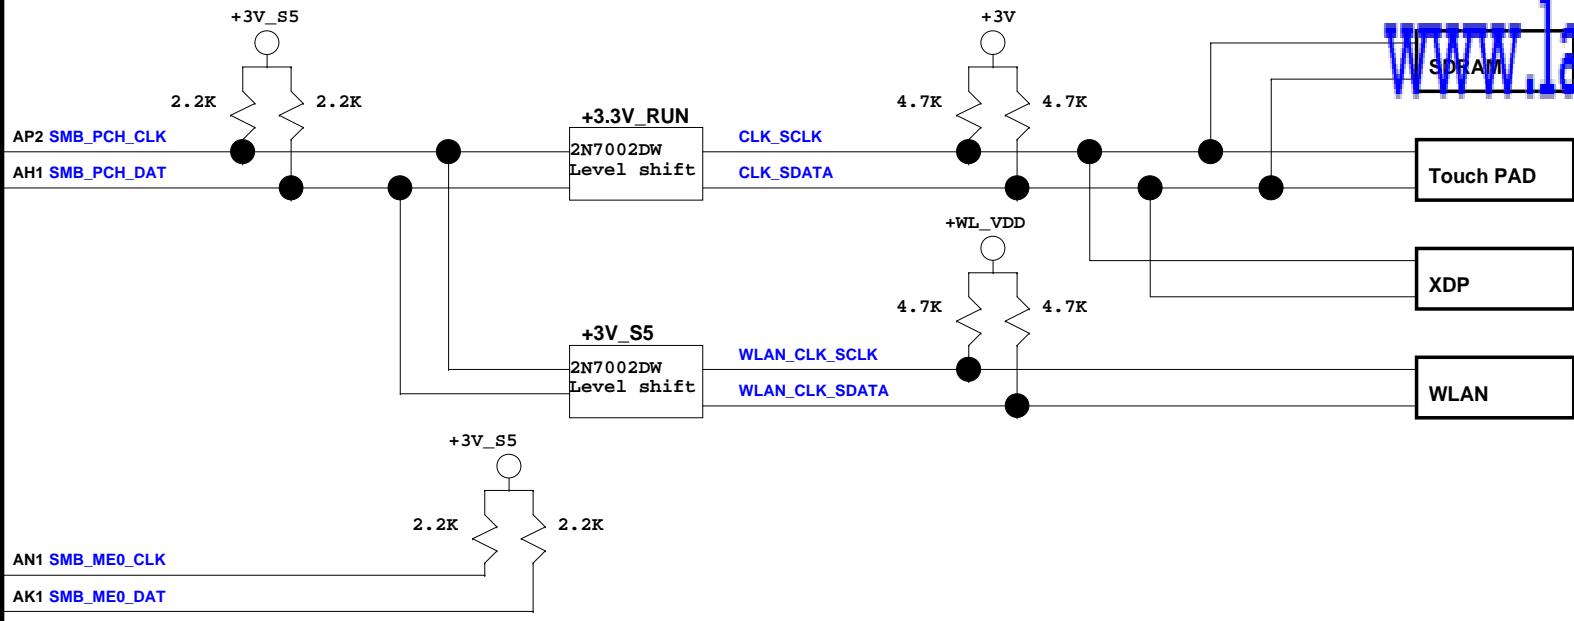 +3V_S5
2.2K
2.2K
AP2 SMB_PCH_CLK
AH1 SMB_PCH_DAT
+3.3V_RUN
2N7002DW
Level shift
CLK_SCLK
CLK_SDATA
+3V
4.7K
4.7K
www.la
SDRAM
Touch PAD
XDP
+WL_VDD
4.7K
4.7K
+3V_S5
2N7002DW
Level shift
WLAN_CLK_SCLK
WLAN_CLK_SDATA
WLAN
+3V_S5
2.2K
2.2K
AN1 SMB_ME0_CLK
AK1 SMB_ME0_DAT